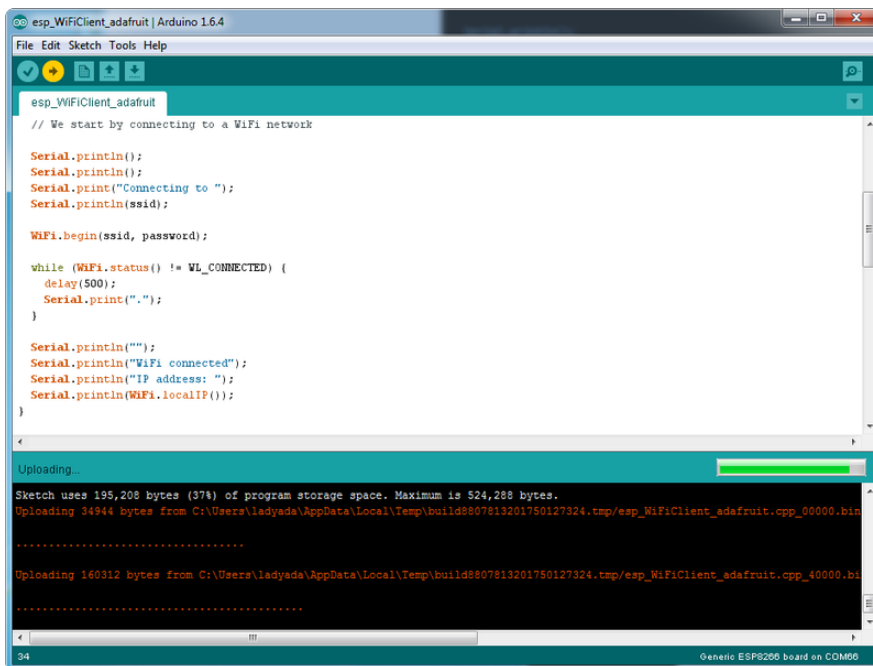 esp_WiFiClient_adafruit | Arduino 1.6.4
File Edit Sketch Tools Help
esp_WiFiClient_adafruit
// We start by connecting to a WiFi network
Serial.println();
Serial.println();
Serial.print("Connecting to ");
Serial.println(ssid);
WiFi.begin(ssid, password);
while (WiFi.status() != WL_CONNECTED) {
delay(500);
Serial.print(".");
}
Serial.println("");
Serial.println("WiFi connected");
Serial.println("IP address: ");
Serial.println(WiFi.localIP());
}
Uploading...
Sketch uses 195,208 bytes (37%) of program storage space. Maximum is 524,288 bytes.
Uploading 34944 bytes from C:\Users\ladyada\AppData\Local\Temp\build8807813201750127324.tmp/esp_WiFiClient_adafruit.cpp_00000.bin
..................................
Uploading 160312 bytes from C:\Users\ladyada\AppData\Local\Temp\build8807813201750127324.tmp/esp_WiFiClient_adafruit.cpp_40000.bi
...........................................
34
Generic ESP8266 board on COM66